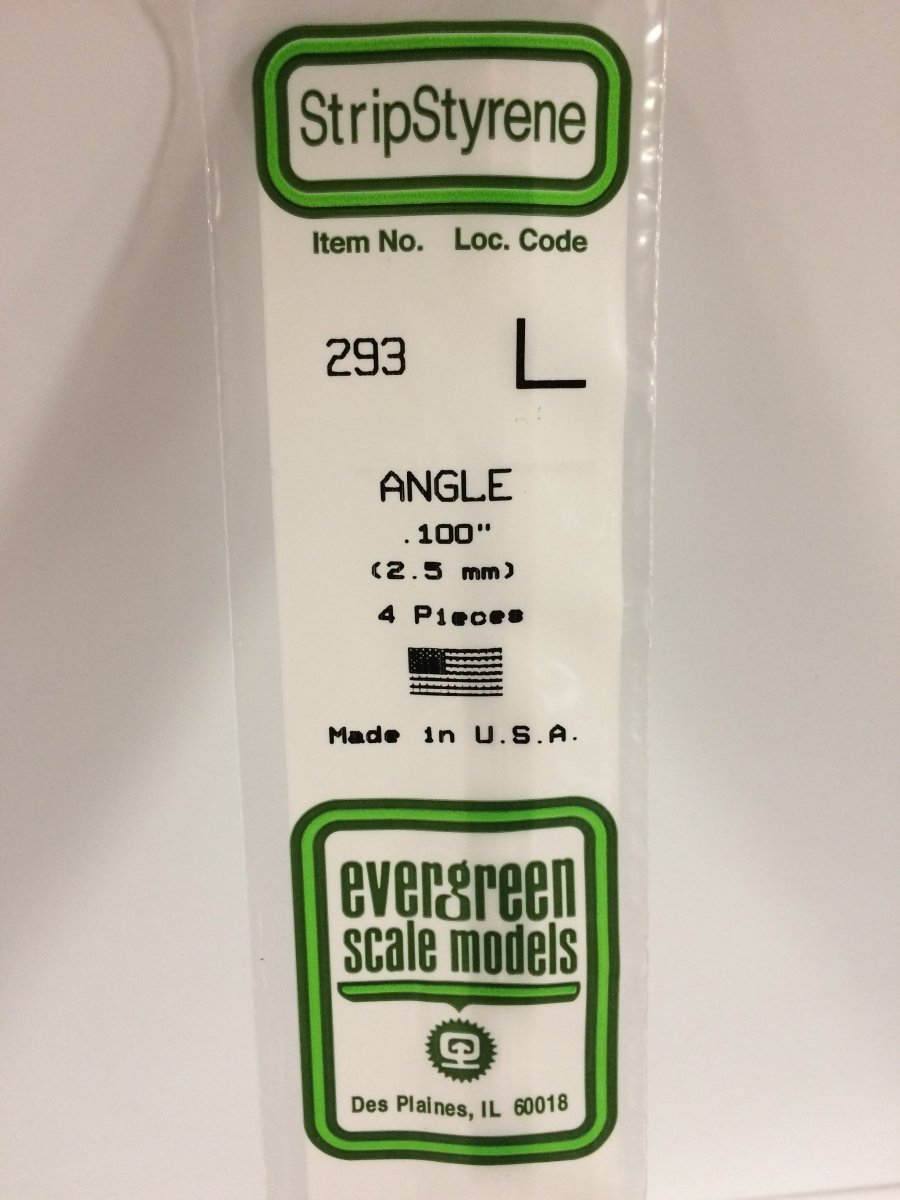 StripStyrene
Item No. Loc. Code
293 L
ANGLE
.100"
(2.5 mm)
4 Pieces
Made in U.S.A.
evergreen
scale models
Des Plaines, IL 60018